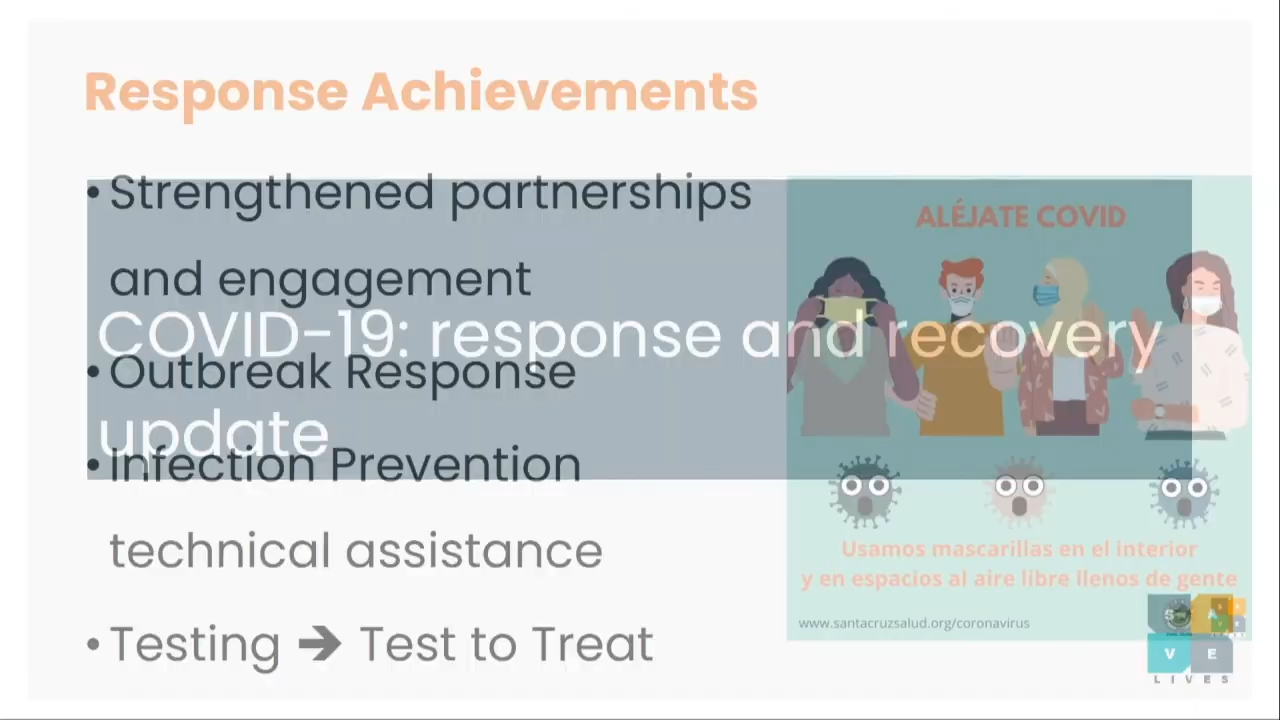 Response Achievements
• Strengthened partnerships
and engagement
COVID-19: response and recovery
update
• Outbreak Response
• Infection Prevention
technical assistance
• Testing ➔ Test to Treat
ALÉJATE COVID
Usamos mascarillas en el interior
y en espacios al aire libre llenos de gente
www.santacruzsalud.org/coronavirus
S A
V E
LIVES